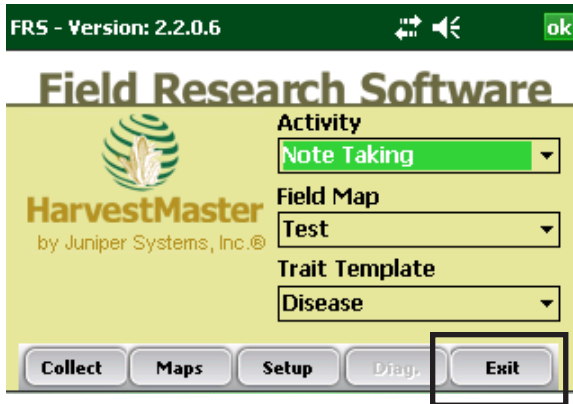 FRS - Version: 2.2.0.6
ok
Field Research Software
HarvestMaster
by Juniper Systems, Inc.®
Activity
Note Taking
Field Map
Test
Trait Template
Disease
Collect Maps Setup Diag. Exit